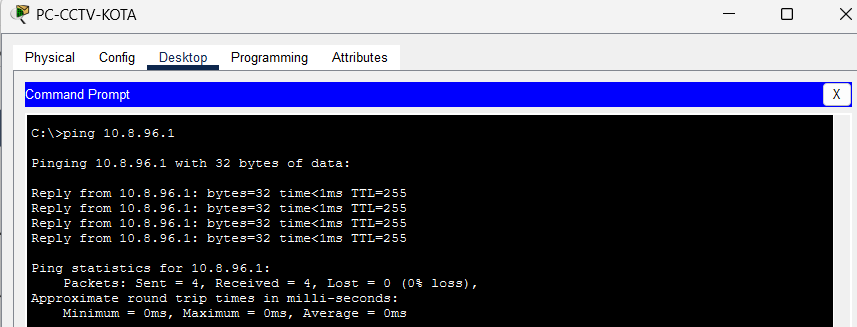 PC-CCTV-KOTA
Physical Config Desktop Programming Attributes
Command Prompt X
C:\>ping 10.8.96.1
Pinging 10.8.96.1 with 32 bytes of data:
Reply from 10.8.96.1: bytes=32 time<1ms TTL=255
Reply from 10.8.96.1: bytes=32 time<1ms TTL=255
Reply from 10.8.96.1: bytes=32 time<1ms TTL=255
Reply from 10.8.96.1: bytes=32 time<1ms TTL=255
Ping statistics for 10.8.96.1:
    Packets: Sent = 4, Received = 4, Lost = 0 (0% loss),
Approximate round trip times in milli-seconds:
    Minimum = 0ms, Maximum = 0ms, Average = 0ms